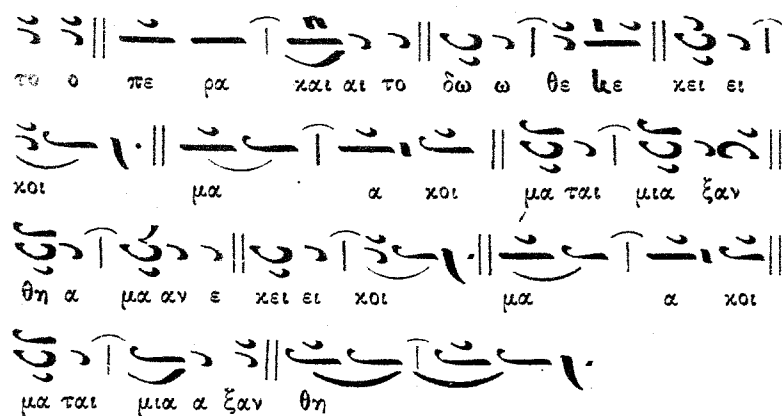 το ο πε ρα και αι το δω ω θε κε κει ει
κοι μα α κοι μα ται μια ξαν
θη α μα αν ε κει ει κοι μα α κοι
μα ται μια α ξαν θη